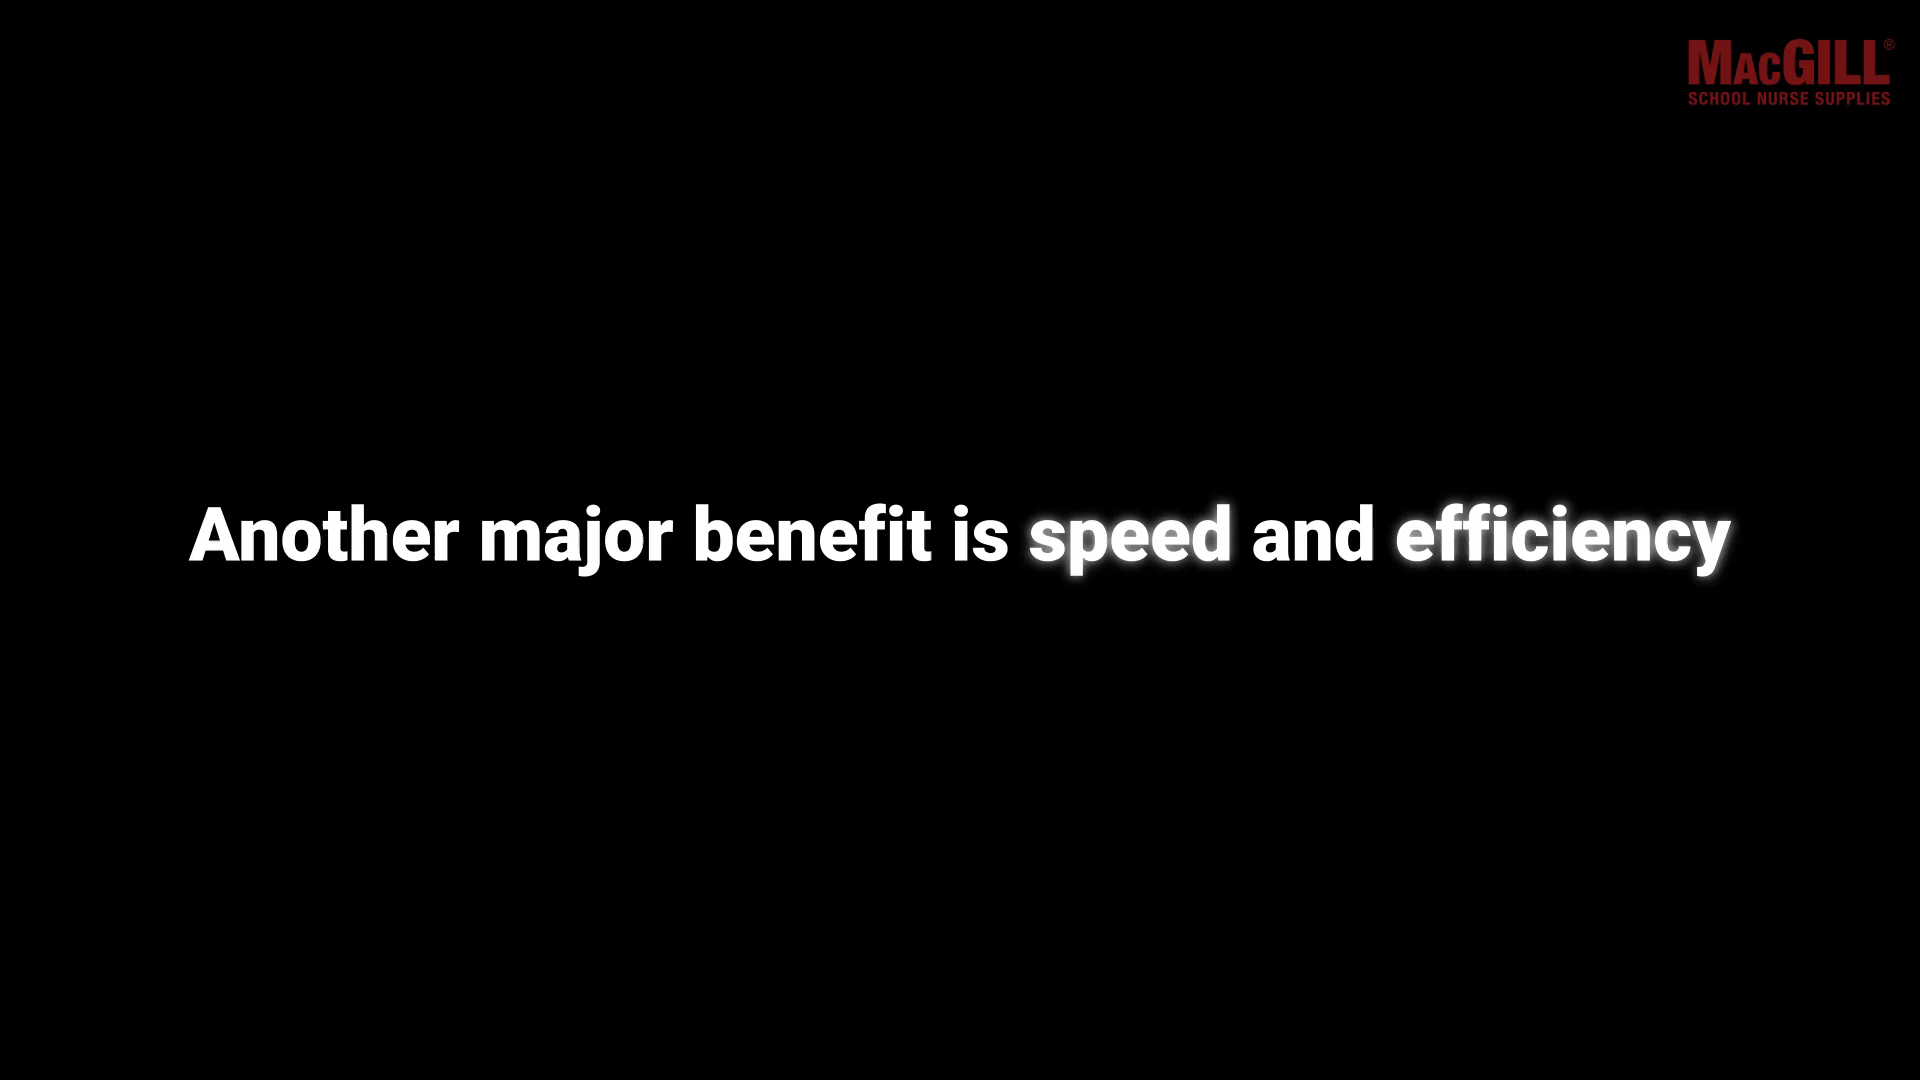 MACGILL®
SCHOOL NURSE SUPPLIES
Another major benefit is speed and efficiency